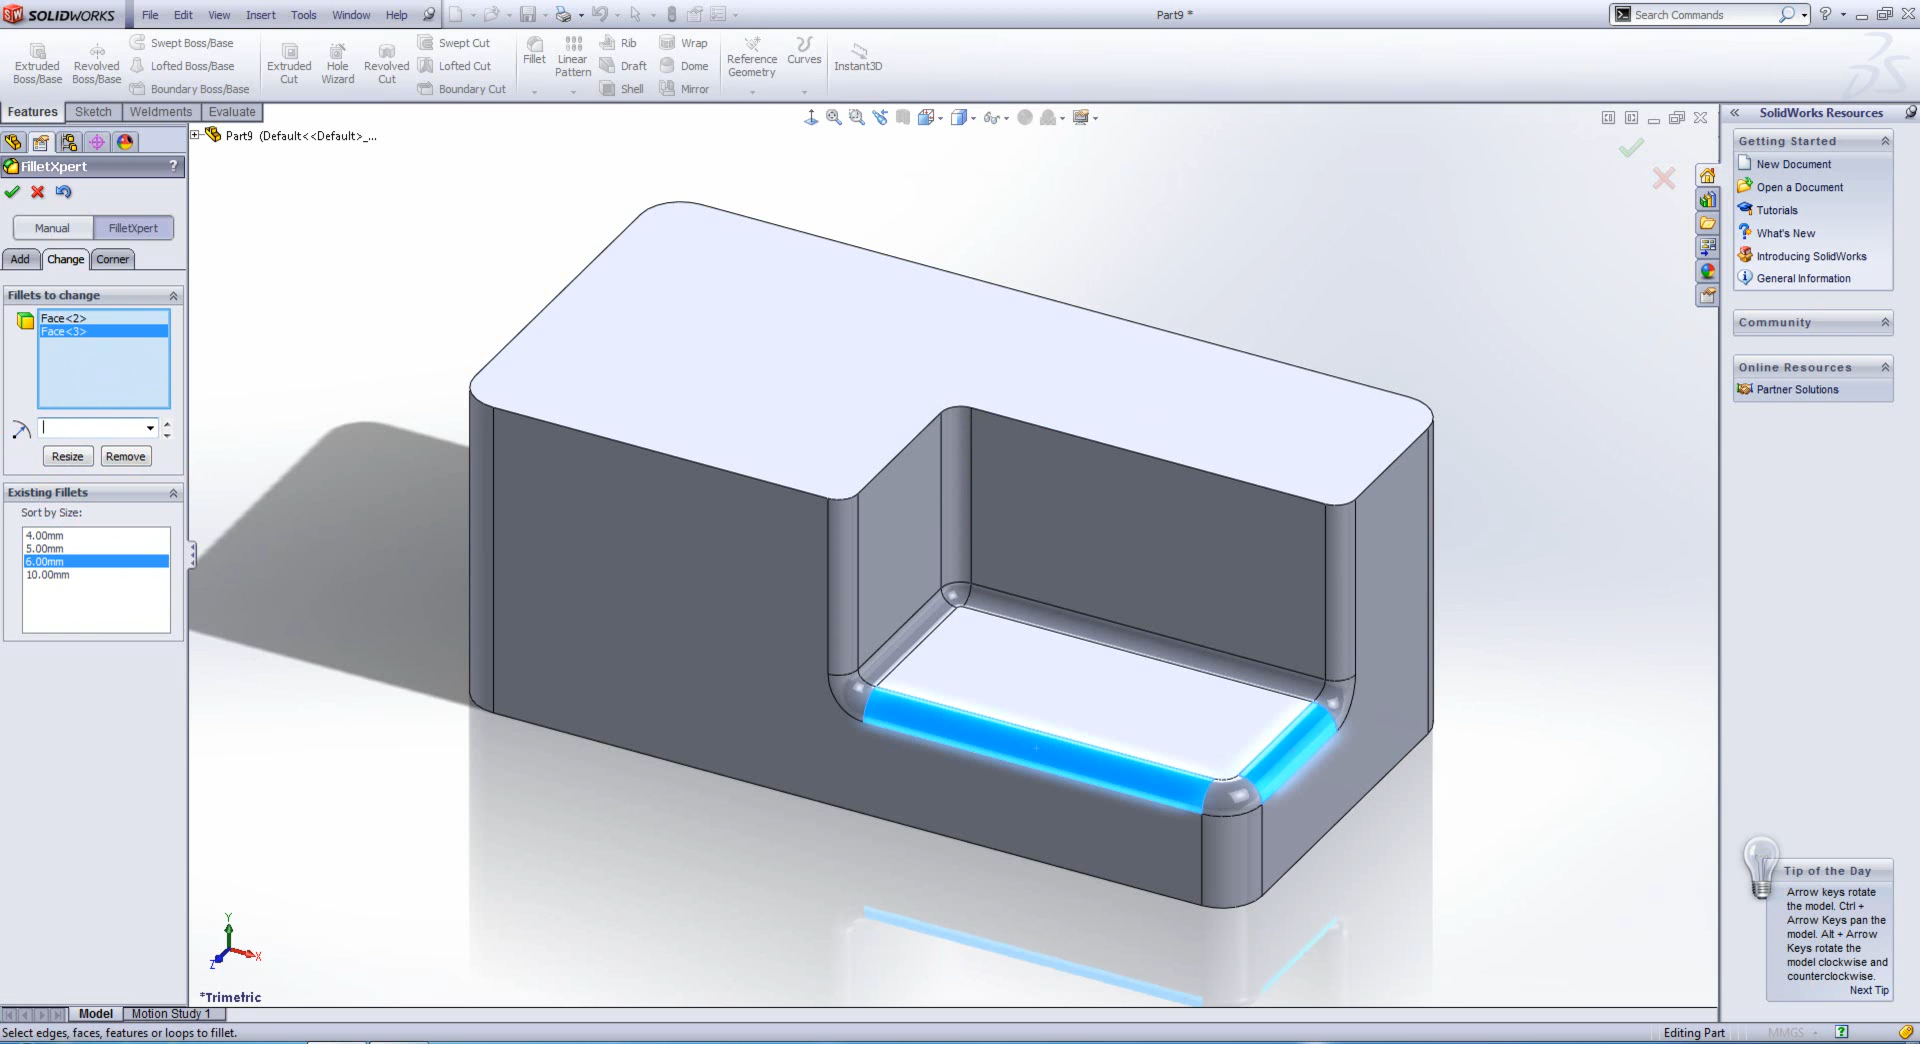 SOLIDWORKS File Edit View Insert Tools Window Help
Part9 *
Search Commands
Extruded Boss/Base
Revolved Boss/Base
Swept Boss/Base
Lofted Boss/Base
Boundary Boss/Base
Extruded Cut
Hole Wizard
Revolved Cut
Swept Cut
Lofted Cut
Boundary Cut
Fillet
Linear Pattern
Rib
Draft
Shell
Wrap
Dome
Mirror
Reference Geometry
Curves
Instant3D
Features Sketch Weldments Evaluate
Part9 (Default<<Default>_...
FilletXpert ?
Manual FilletXpert
Add Change Corner
Fillets to change
Face<2>
Face<3>
Resize Remove
Existing Fillets
Sort by Size:
4.00mm
5.00mm
6.00mm
10.00mm
Y
X
Z
*Trimetric
SolidWorks Resources
Getting Started
New Document
Open a Document
Tutorials
What's New
Introducing SolidWorks
General Information
Community
Online Resources
Partner Solutions
Tip of the Day
Arrow keys rotate
the model. Ctrl +
Arrow Keys pan the
model. Alt + Arrow
Keys rotate the
model clockwise and
counterclockwise.
Next Tip
Model Motion Study 1
Select edges, faces, features or loops to fillet.
Editing Part
MMGS